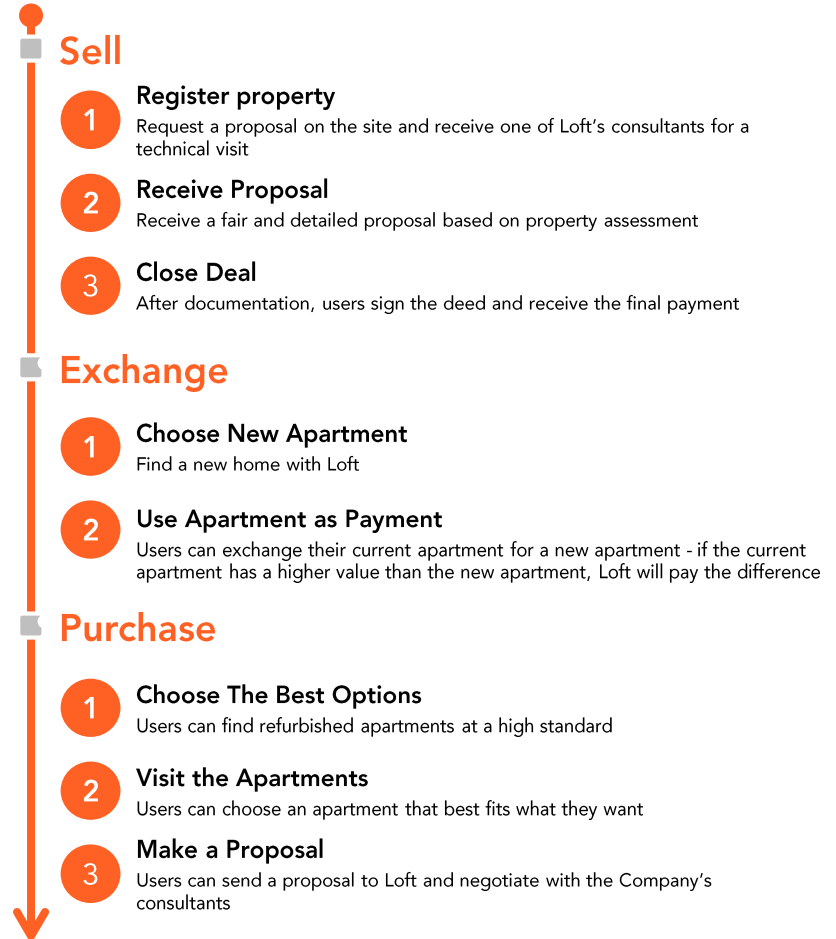 Sell
1
Register property
Request a proposal on the site and receive one of Loft's consultants for a
technical visit
2
Receive Proposal
Receive a fair and detailed proposal based on property assessment
3
Close Deal
After documentation, users sign the deed and receive the final payment
Exchange
1
Choose New Apartment
Find a new home with Loft
2
Use Apartment as Payment
Users can exchange their current apartment for a new apartment - if the current
apartment has a higher value than the new apartment, Loft will pay the difference
Purchase
1
Choose The Best Options
Users can find refurbished apartments at a high standard
2
Visit the Apartments
Users can choose an apartment that best fits what they want
3
Make a Proposal
Users can send a proposal to Loft and negotiate with the Company's
consultants